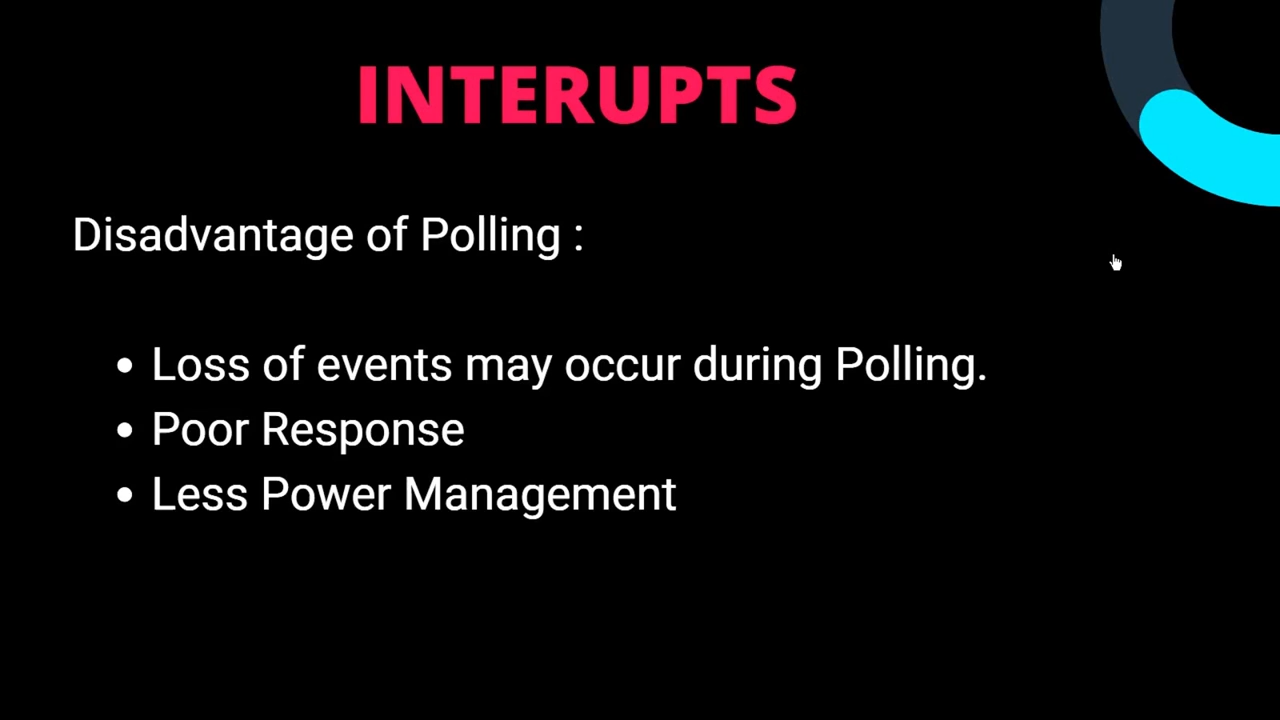 INTERUPTS
Disadvantage of Polling :
• Loss of events may occur during Polling.
• Poor Response
• Less Power Management